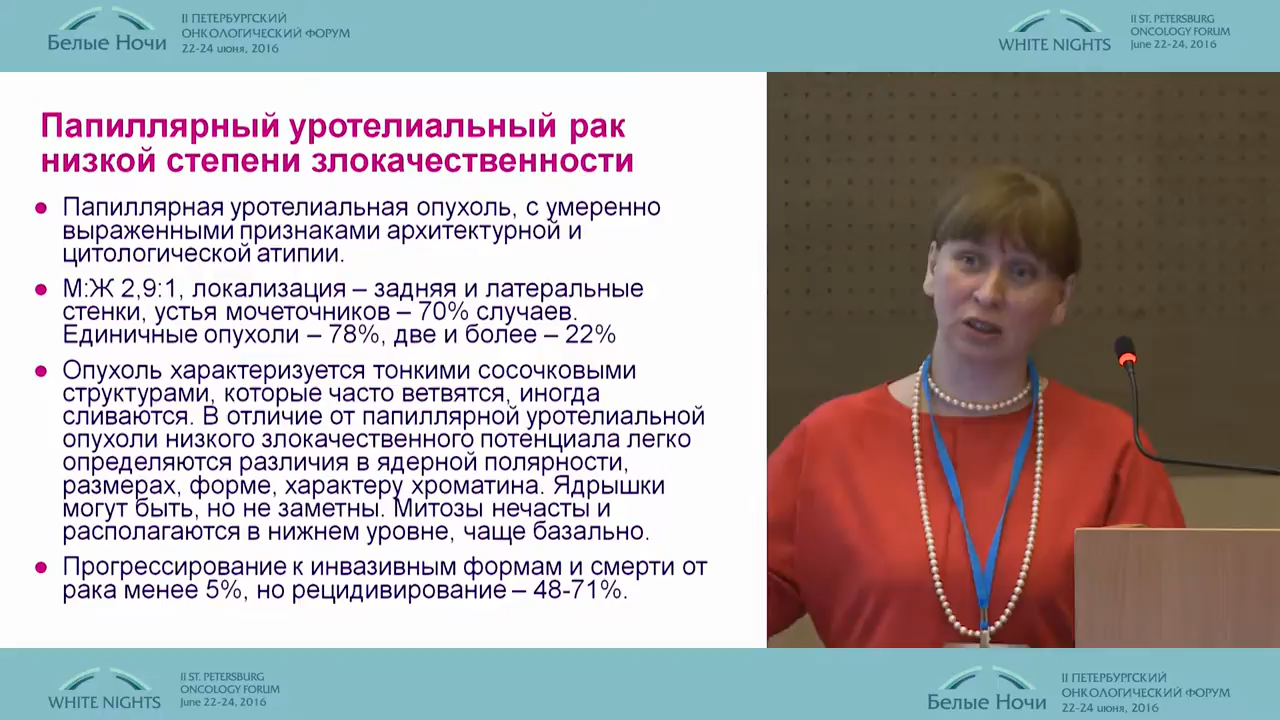 Белые Ночи
II ПЕТЕРБУРГСКИЙ
ОНКОЛОГИЧЕСКИЙ ФОРУМ
22-24 июня, 2016
WHITE NIGHTS
II ST. PETERSBURG
ONCOLOGY FORUM
June 22-24, 2016
Папиллярный уротелиальный рак
низкой степени злокачественности
● Папиллярная уротелиальная опухоль, с умеренно
выраженными признаками архитектурной и
цитологической атипии.
● М:Ж 2,9:1, локализация – задняя и латеральные
стенки, устья мочеточников – 70% случаев.
Единичные опухоли – 78%, две и более – 22%
● Опухоль характеризуется тонкими сосочковыми
структурами, которые часто ветвятся, иногда
сливаются. В отличие от папиллярной уротелиальной
опухоли низкого злокачественного потенциала легко
определяются различия в ядерной полярности,
размерах, форме, характеру хроматина. Ядрышки
могут быть, но не заметны. Митозы нечасты и
располагаются в нижнем уровне, чаще базально.
● Прогрессирование к инвазивным формам и смерти от
рака менее 5%, но рецидивирование – 48-71%.
WHITE NIGHTS
II ST. PETERSBURG
ONCOLOGY FORUM
June 22-24, 2016
Белые Ночи
II ПЕТЕРБУРГСКИЙ
ОНКОЛОГИЧЕСКИЙ ФОРУМ
22-24 июня, 2016